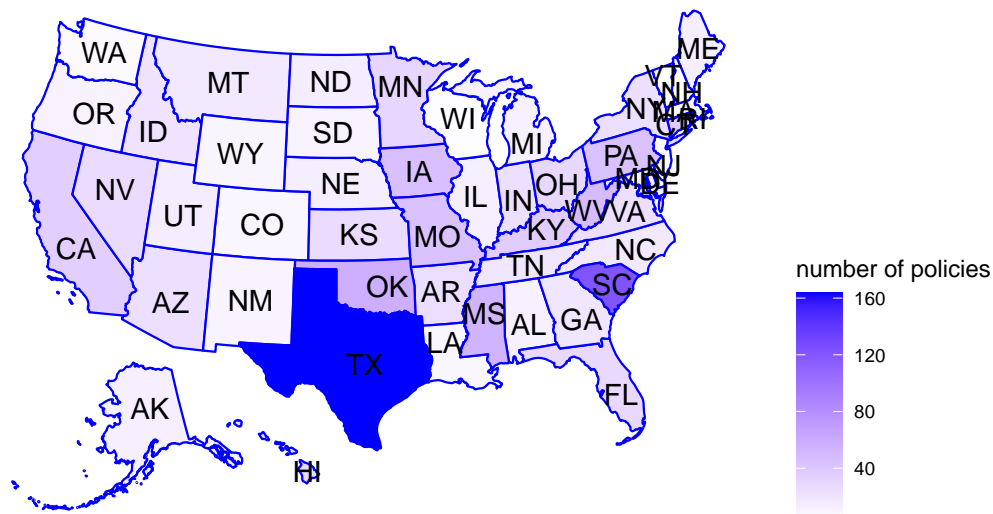 WA
MT
ND
MN
ME
VT
NH
OR
ID
SD
WI
MI
NY
MA
CT
RI
WY
IA
PA
NJ
NV
NE
IL
IN
OH
MD
DE
UT
CO
KS
MO
KY
WV
VA
CA
NC
TN
AZ
NM
OK
AR
SC
MS
AL
GA
LA
TX
FL
AK
HI
number of policies
160
120
80
40